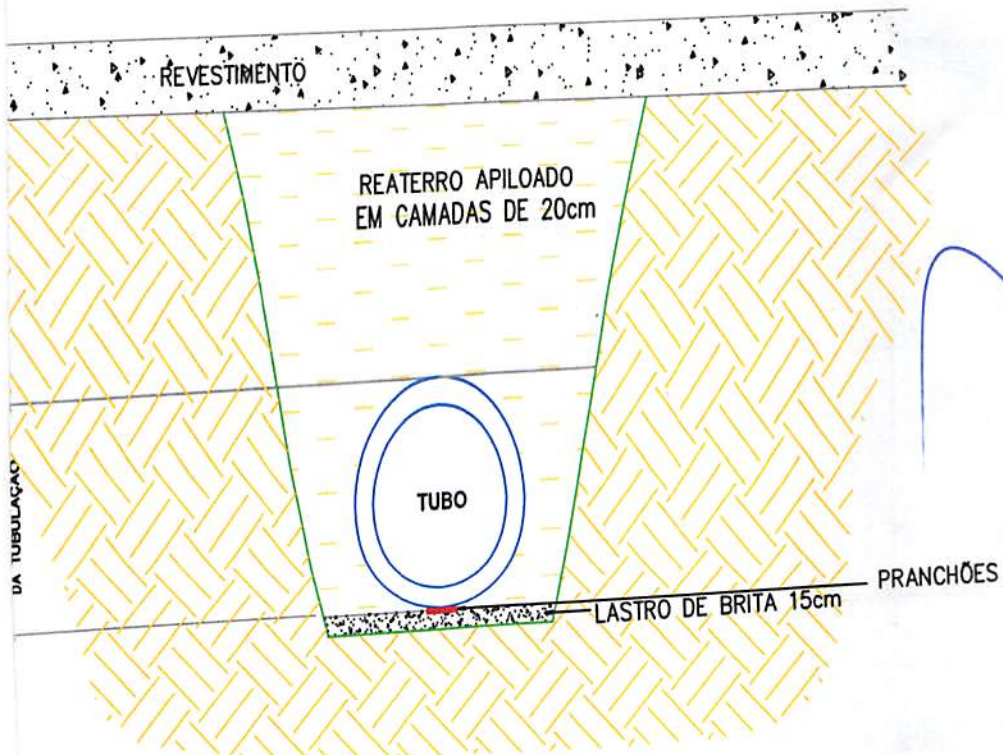 REVESTIMENTO
REATERRO APILOADO
EM CAMADAS DE 20cm
DA TUBULAÇÃO
TUBO
PRANCHÕES
LASTRO DE BRITA 15cm